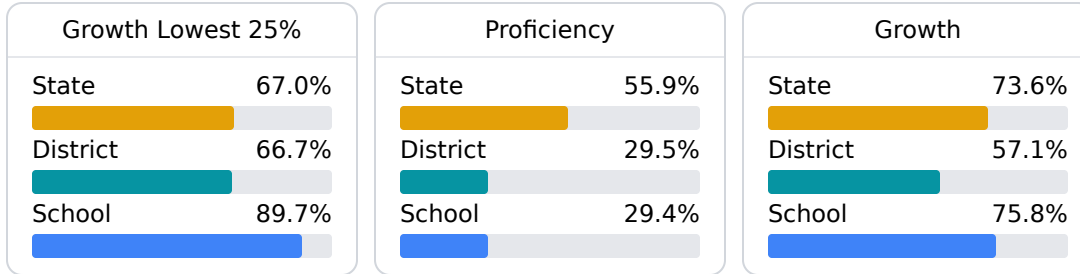 Growth Lowest 25%
State 67.0%
District 66.7%
School 89.7%
Proficiency
State 55.9%
District 29.5%
School 29.4%
Growth
State 73.6%
District 57.1%
School 75.8%